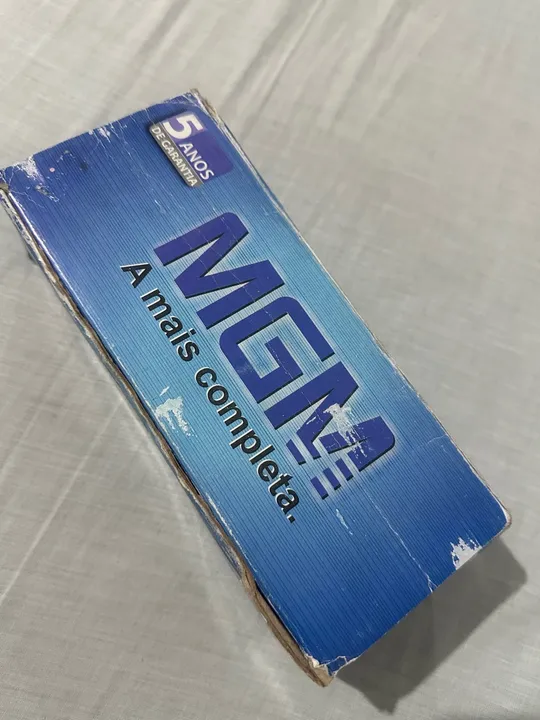 5 ANOS
DE GARANTIA
MGM
A mais completa.